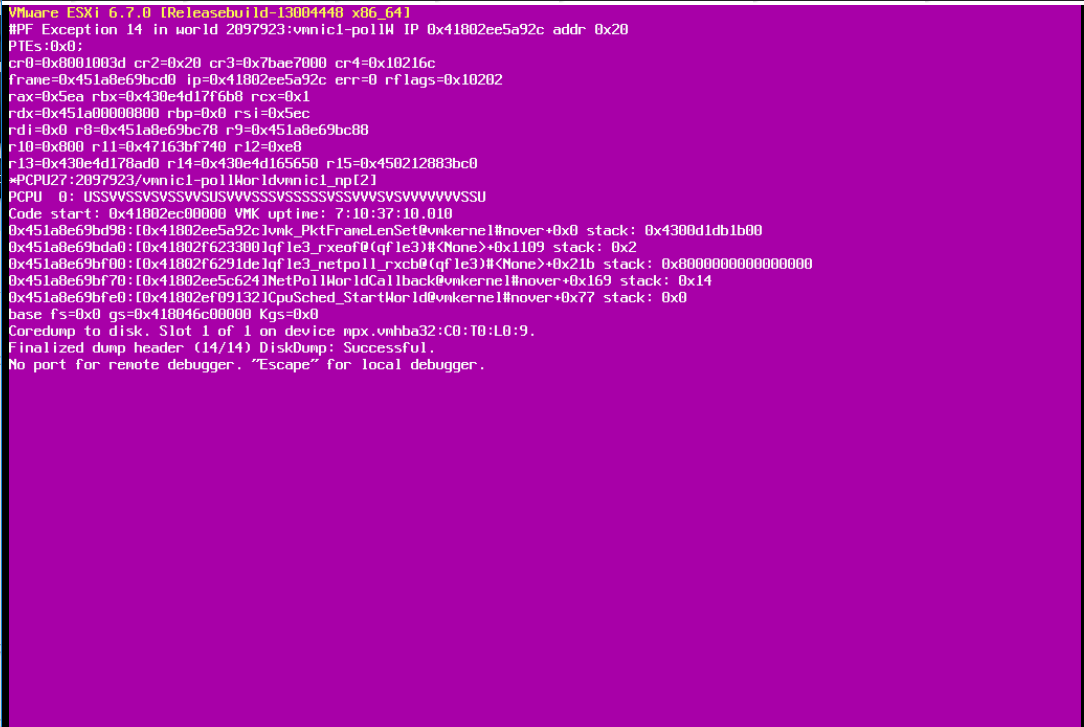 VMware ESXi 6.7.0 [Releasebuild-13004448 x86_64]
#PF Exception 14 in world 2097923:vmnic1-pollW IP 0x41802ee5a92c addr 0x20
PTEs:0x0;
cr0=0x8001003d cr2=0x20 cr3=0x7bae7000 cr4=0x10216c
frame=0x451a8e69bcd0 ip=0x41802ee5a92c err=0 rflags=0x10202
rax=0x5ea rbx=0x430e4d17f6b8 rcx=0x1
rdx=0x451a00000800 rbp=0x0 rsi=0x5ec
rdi=0x0 r8=0x451a8e69bc78 r9=0x451a8e69bc88
r10=0x800 r11=0x47163bf740 r12=0xe8
r13=0x430e4d178ad0 r14=0x430e4d165650 r15=0x450212883bc0
*PCPU27:2097923/vmnic1-pollWorldvmnic1_np[2]
PCPU  0: USSVVSSVSVSSVVSUSVVVSSSVSSSSSVSSVVVSVSVVVVVVVSSU
Code start: 0x41802ec00000 VMK uptime: 7:10:37:10.010
0x451a8e69bd98:[0x41802ee5a92c]vmk_PktFrameLenSet@vmkernel#nover+0x0 stack: 0x4300d1db1b00
0x451a8e69bda0:[0x41802f623300]qfle3_rxeof@(qfle3)#<None>+0x1109 stack: 0x2
0x451a8e69bf00:[0x41802f6291de]qfle3_netpoll_rxcb@(qfle3)#<None>+0x21b stack: 0x8000000000000000
0x451a8e69bf70:[0x41802ee5c624]NetPollWorldCallback@vmkernel#nover+0x169 stack: 0x14
0x451a8e69bfe0:[0x41802ef09132]CpuSched_StartWorld@vmkernel#nover+0x77 stack: 0x0
base fs=0x0 gs=0x418046c00000 Kgs=0x0
Coredump to disk. Slot 1 of 1 on device mpx.vmhba32:C0:T0:L0:9.
Finalized dump header (14/14) DiskDump: Successful.
No port for remote debugger. "Escape" for local debugger.